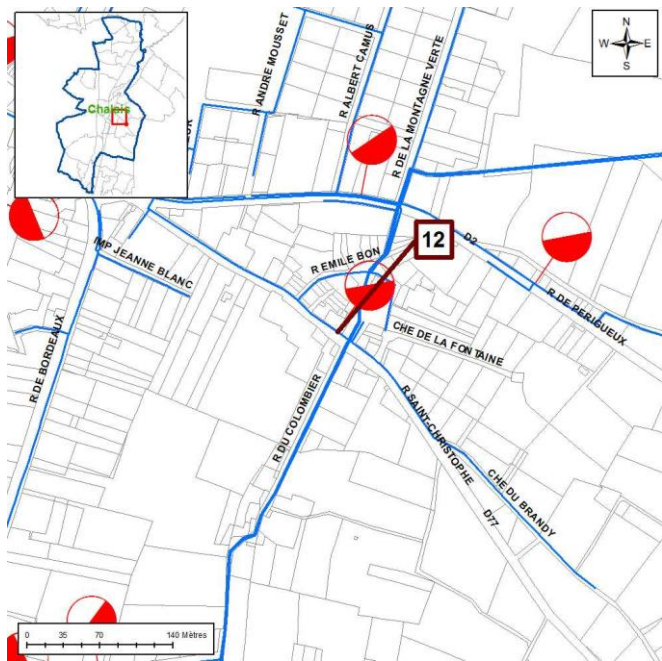 Chalais
N
W E
S
R ANDRE MOUSSET
R ALBERT CAMUS
R DE LA MONTAGNE VERTE
UR
D2
12
R EMILE BON
IMP JEANNE BLANC
R DE PERIGUEUX
CHE DE LA FONTAINE
R DE BORDEAUX
R DU COLOMBIER
R SAINT-CHRISTOPHE
CHE DU BRANDY
D77
0 35 70 140 Mètres